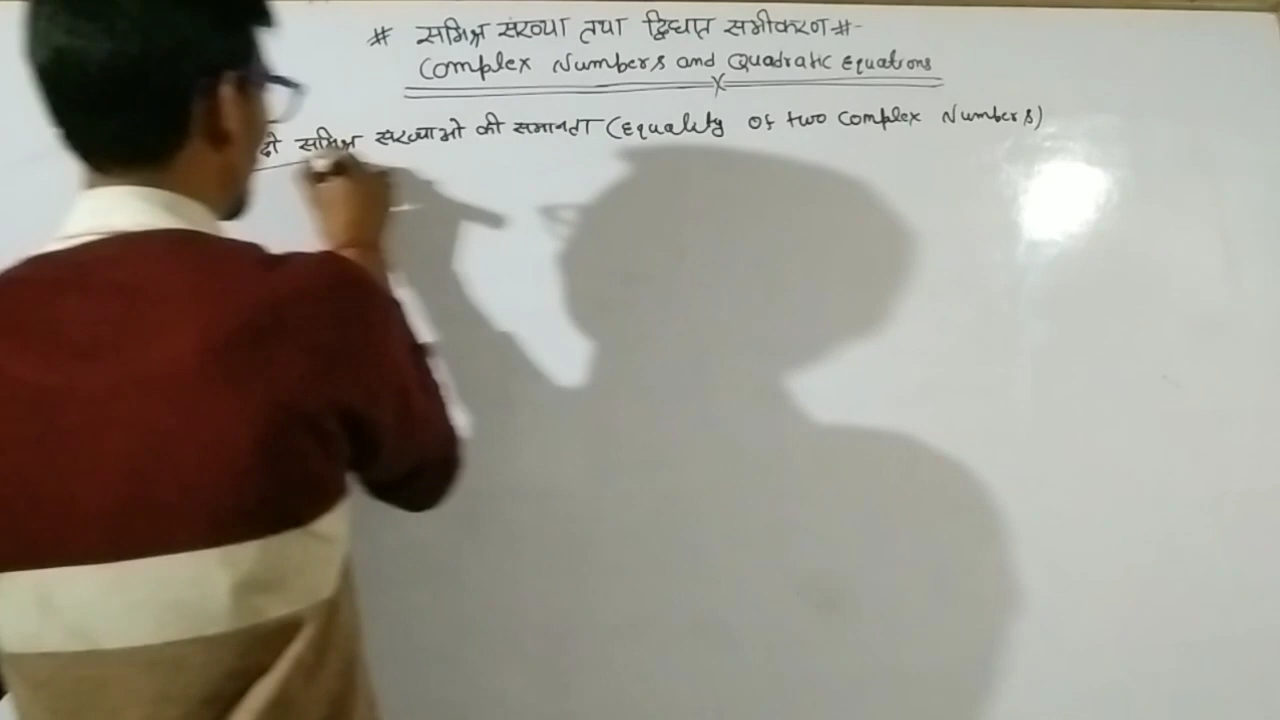 # समिश्र संख्या तथा द्विघात समीकरण #-
Complex Numbers and Quadratic Equations
दो समिश्र संख्याओ की समानता (Equality of two Complex Numbers)